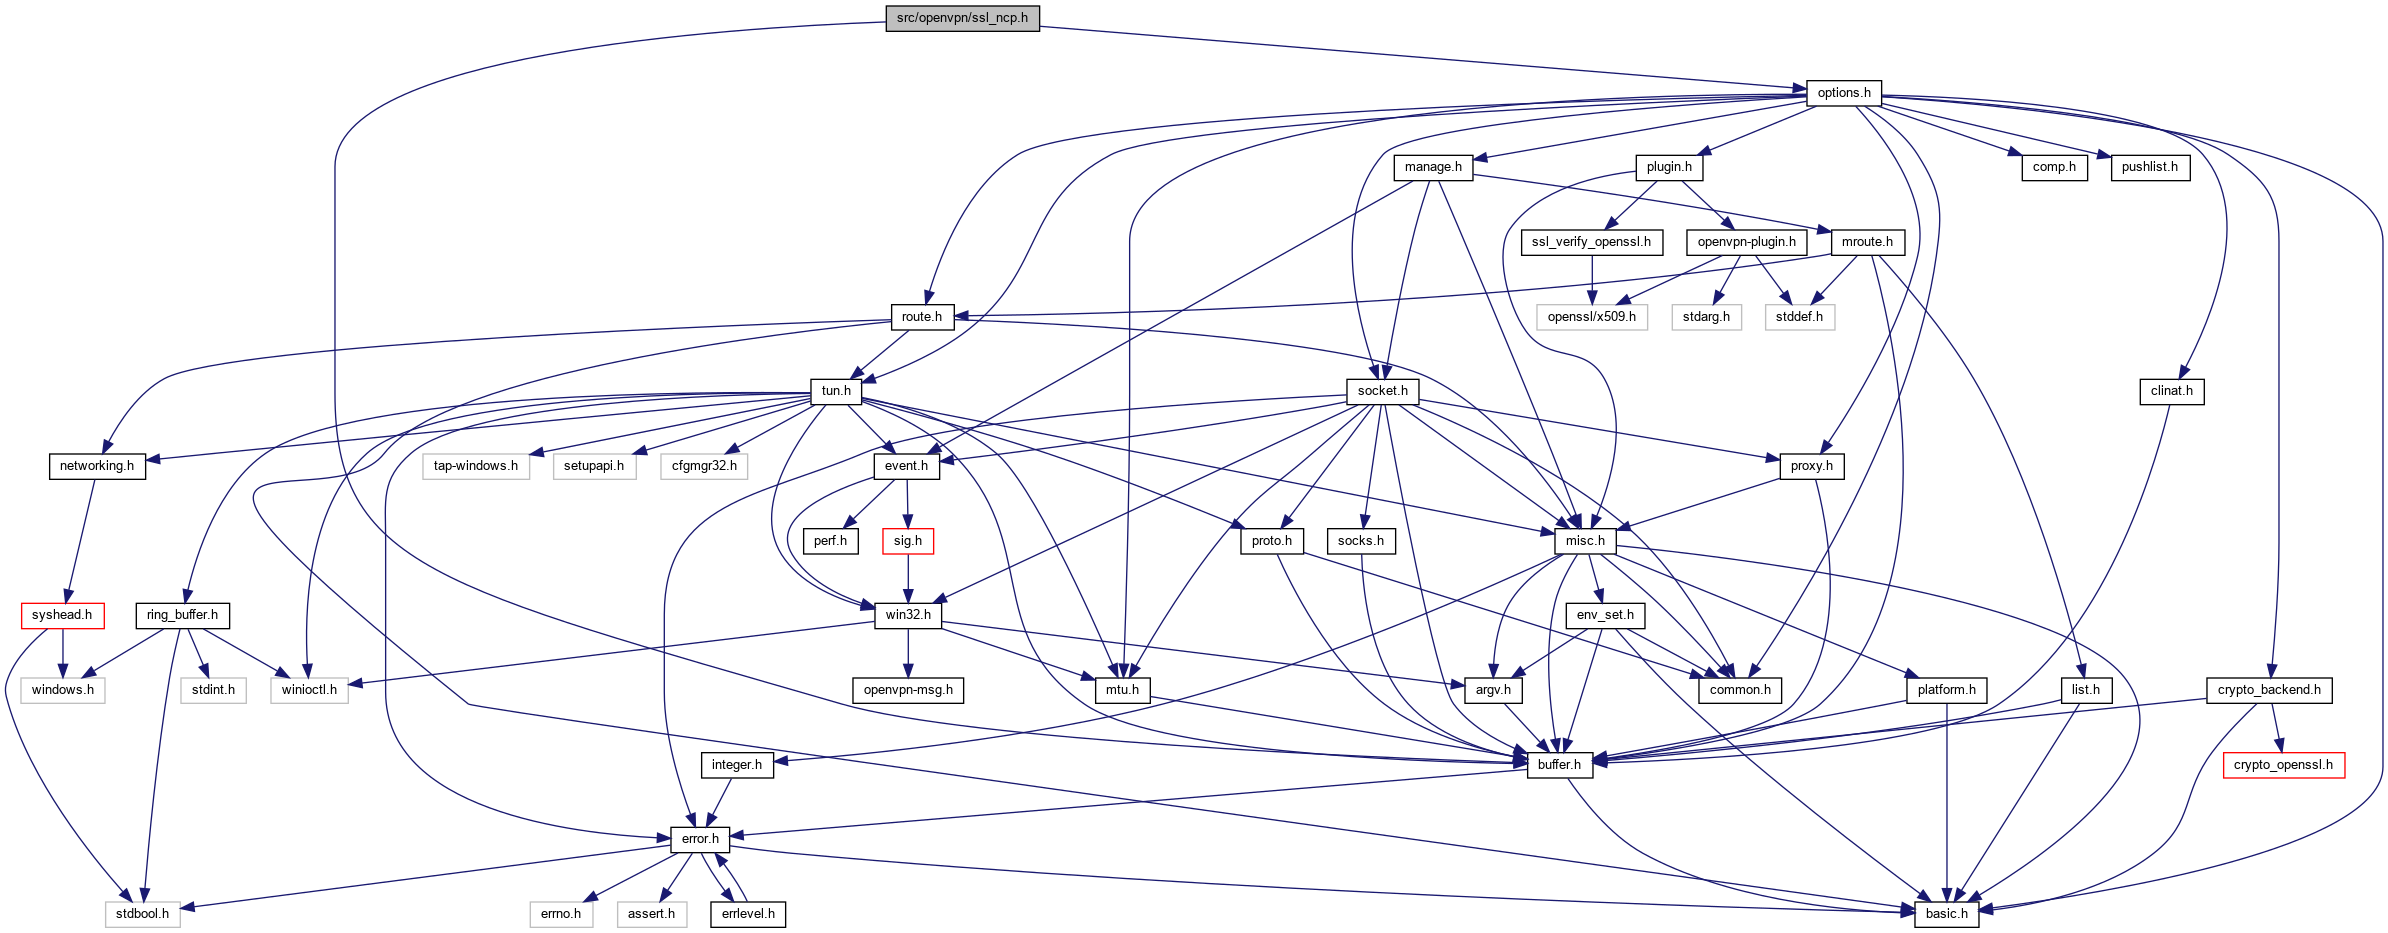 src/openvpn/ssl_ncp.h
options.h
manage.h
plugin.h
comp.h
pushlist.h
ssl_verify_openssl.h
openvpn-plugin.h
mroute.h
route.h
openssl/x509.h
stdarg.h
stddef.h
tun.h
socket.h
clinat.h
networking.h
tap-windows.h
setupapi.h
cfgmgr32.h
event.h
proxy.h
perf.h
sig.h
proto.h
socks.h
misc.h
syshead.h
ring_buffer.h
win32.h
env_set.h
windows.h
stdint.h
winioctl.h
openvpn-msg.h
mtu.h
argv.h
common.h
platform.h
list.h
crypto_backend.h
integer.h
buffer.h
crypto_openssl.h
error.h
stdbool.h
errno.h
assert.h
errlevel.h
basic.h